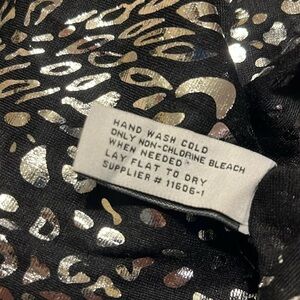 HAND WASH COLD
ONLY NON-CHLORINE BLEACH
WHEN NEEDED
LAY FLAT TO DRY
SUPPLIER # 11606-1